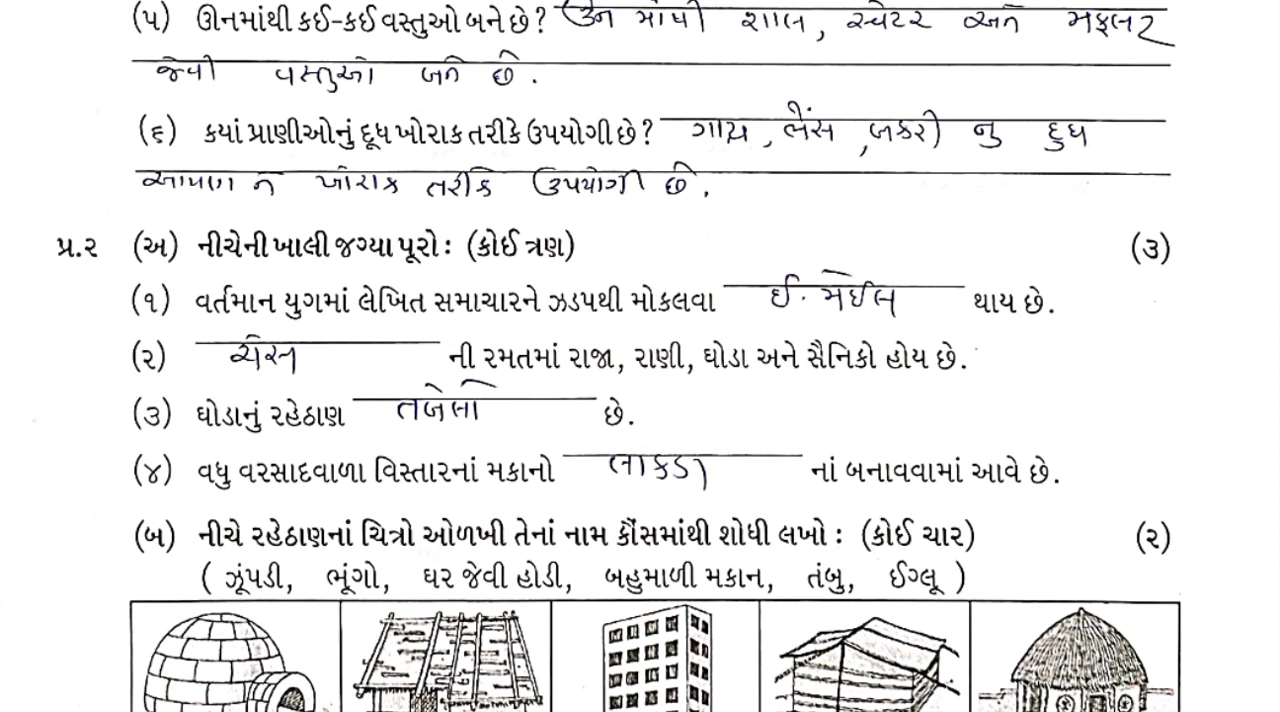 (૫) ઊનમાંથી કઈ-કઈ વસ્તુઓ બને છે? ઉન માંથી શાલ, સ્વેટર અને મફલર
જેવી વસ્તુઓ બને છે.
(૬) કયાં પ્રાણીઓનું દૂધ ખોરાક તરીકે ઉપયોગી છે? ગાય, ભેંસ, બકરી નુ દુધ
આપણ ને ખોરાક તરીકે ઉપયોગી છે.
પ્ર.૨ (અ) નીચેની ખાલી જગ્યા પૂરો : (કોઈ ત્રણ) (૩)
(૧) વર્તમાન યુગમાં લેખિત સમાચારને ઝડપથી મોકલવા ઈ. મેઈલ થાય છે.
(૨) ચેસ ની રમતમાં રાજા, રાણી, ઘોડા અને સૈનિકો હોય છે.
(૩) ઘોડાનું રહેઠાણ તબેલો છે.
(૪) વધુ વરસાદવાળા વિસ્તારનાં મકાનો લાકડા નાં બનાવવામાં આવે છે.
(બ) નીચે રહેઠાણનાં ચિત્રો ઓળખી તેનાં નામ કૌંસમાંથી શોધી લખો : (કોઈ ચાર) (૨)
( ઝૂંપડી, ભૂંગો, ઘર જેવી હોડી, બહુમાળી મકાન, તંબુ, ઈગ્લૂ )